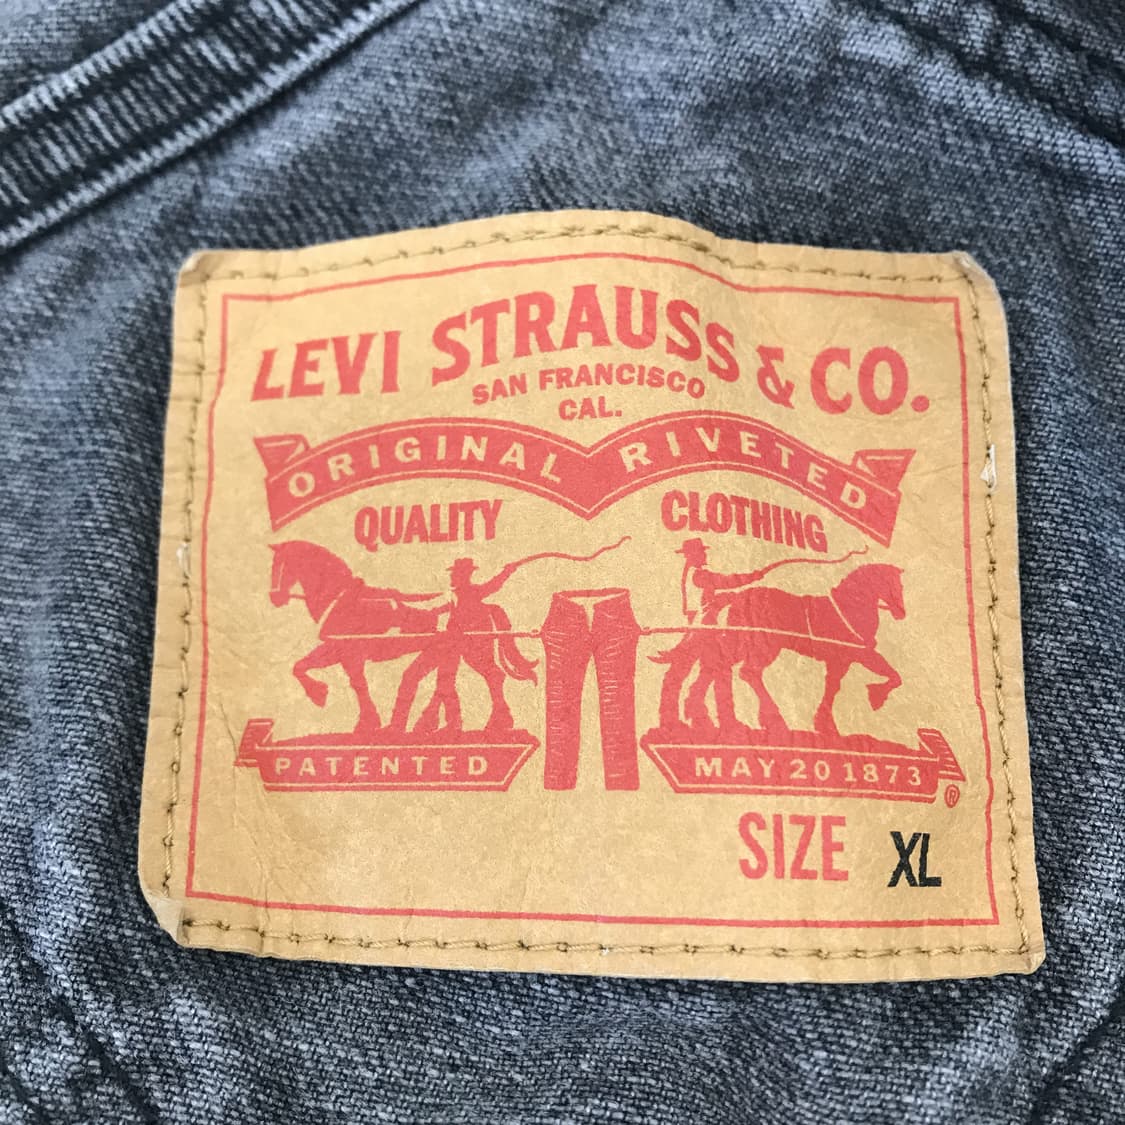 LEVI STRAUSS & CO.
SAN FRANCISCO
CAL.
ORIGINAL RIVETED
QUALITY CLOTHING
PATENTED MAY 20 1873
®
SIZE XL